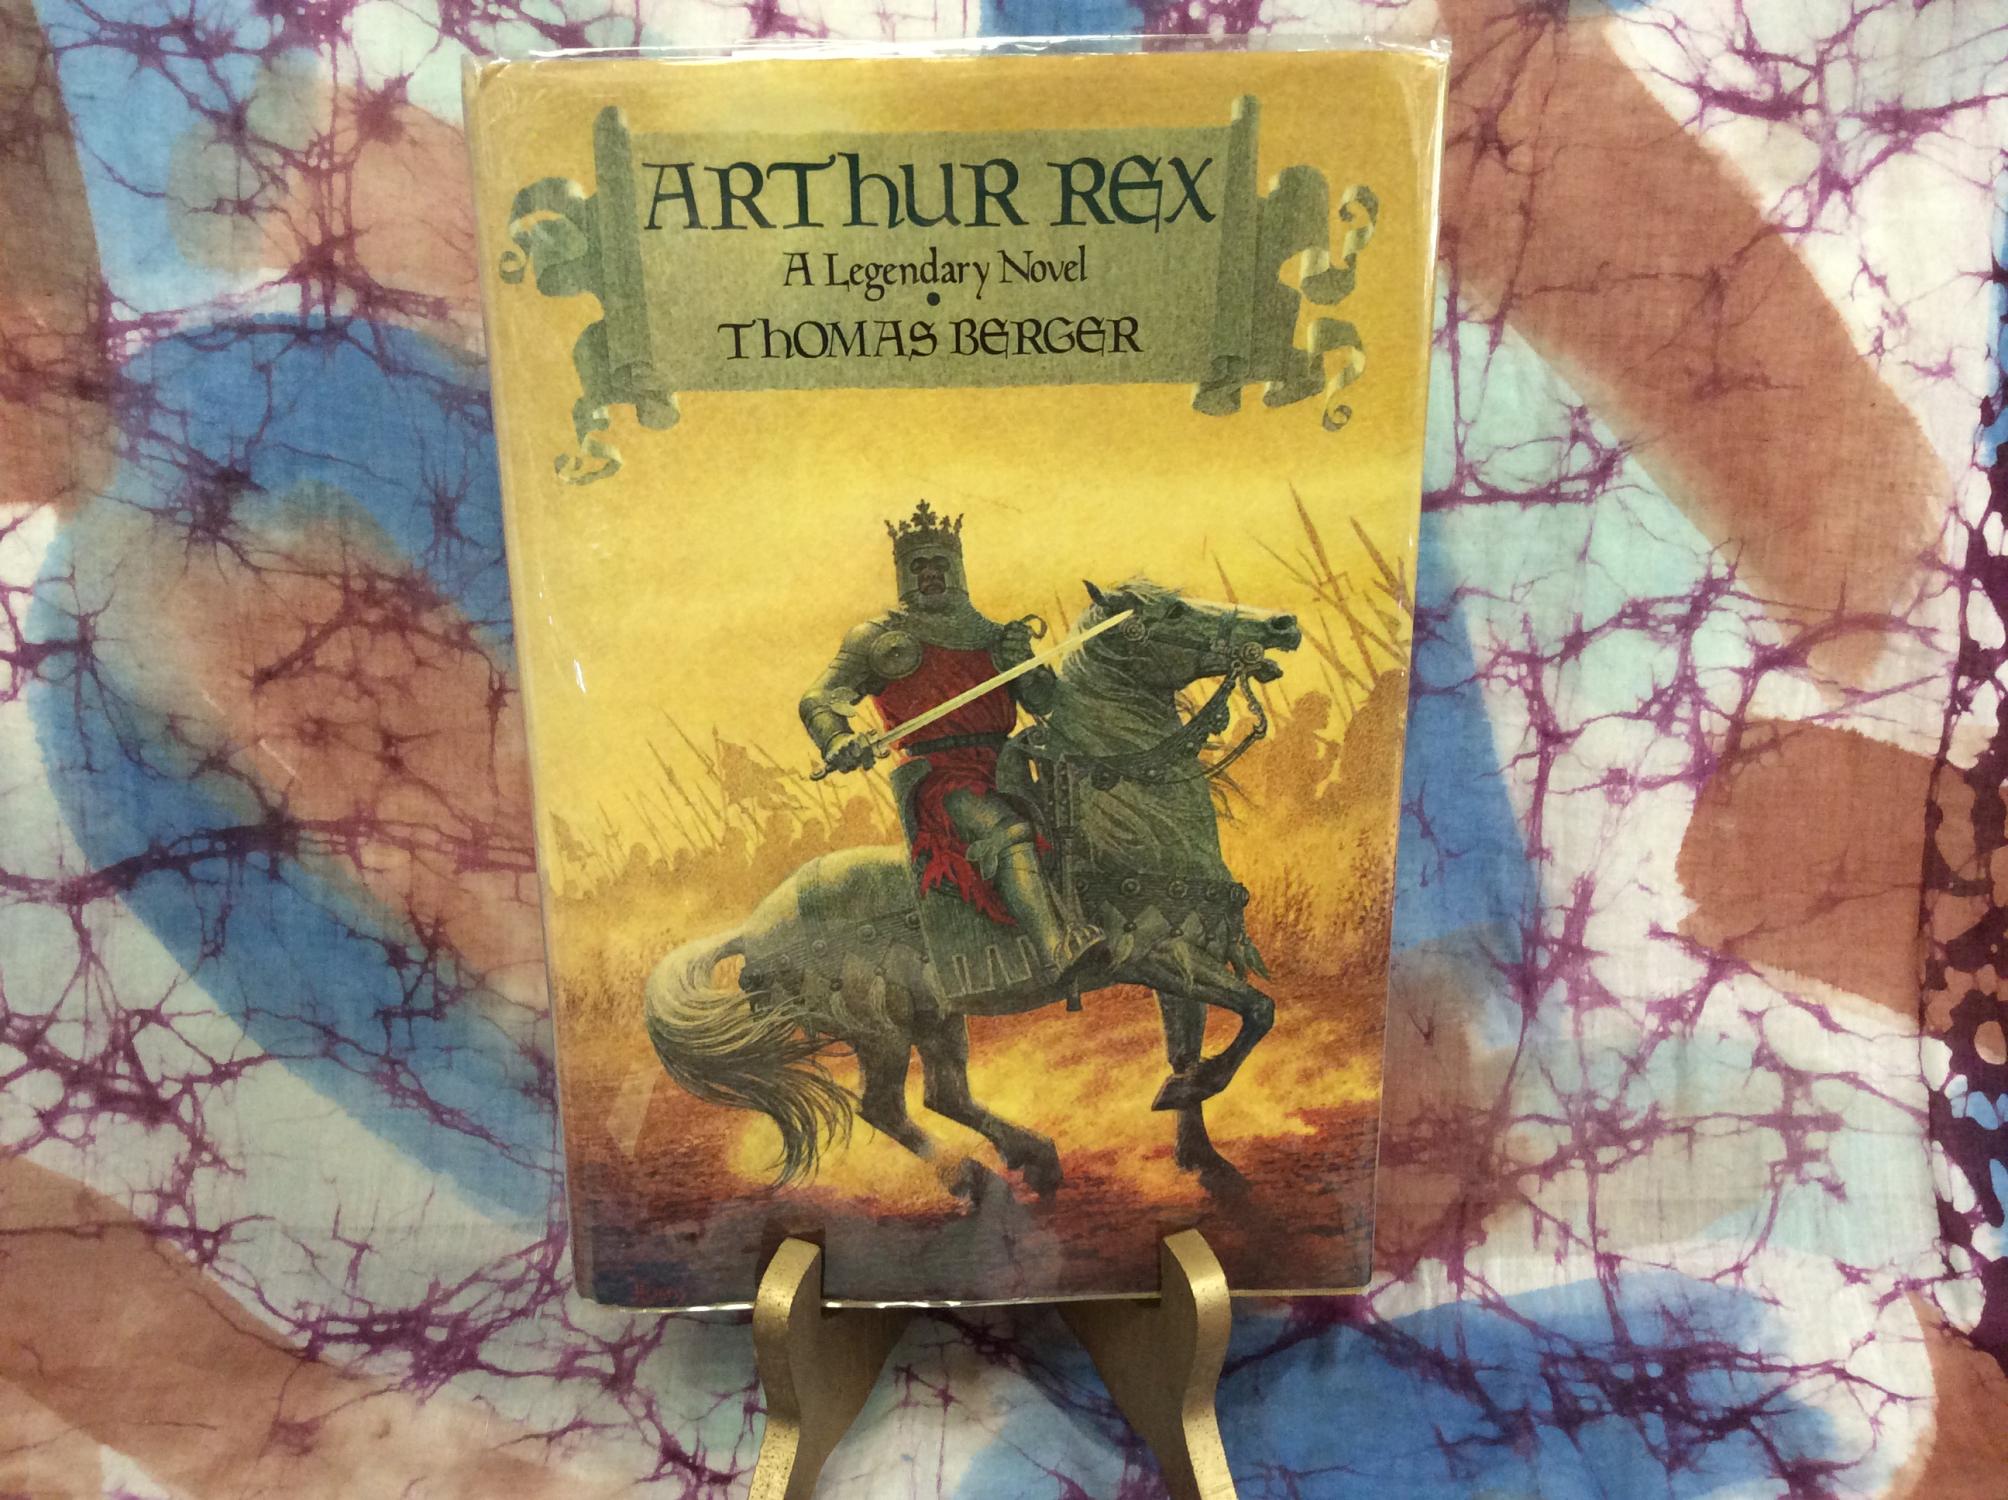 ARThUR REX
A Legendary Novel
•
ThOMAS BERGER